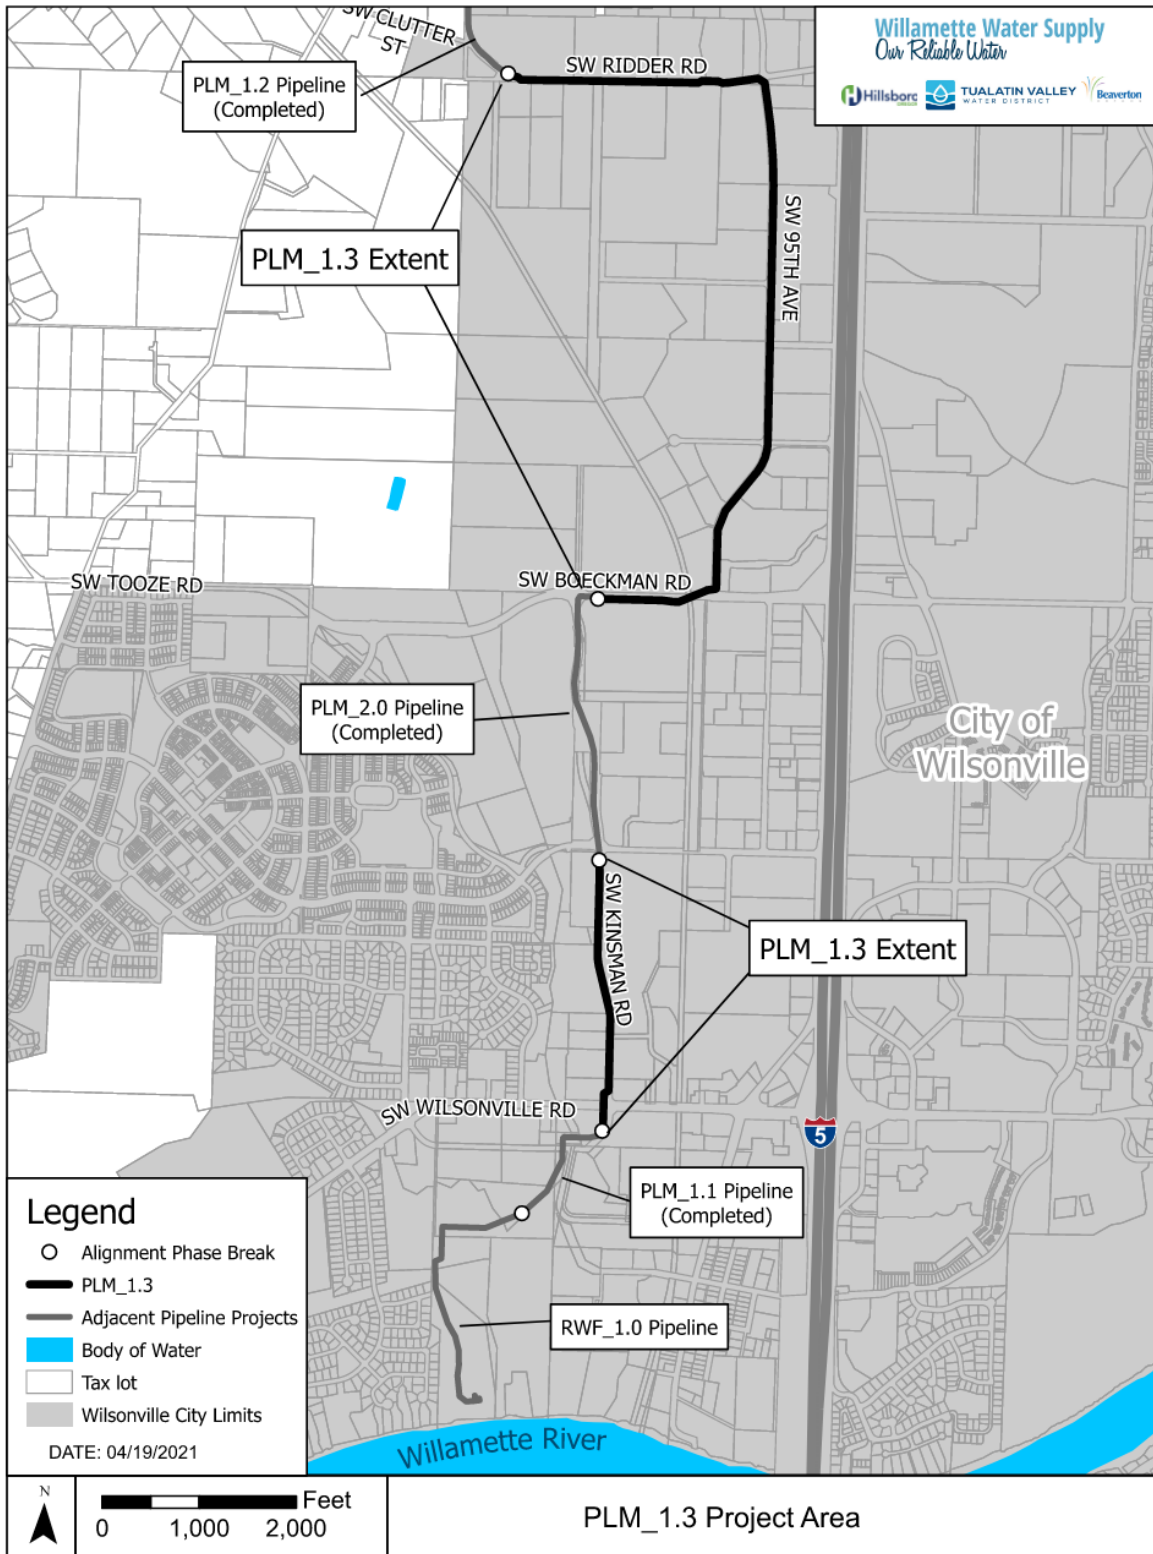 SW CLUTTER
ST
PLM_1.2 Pipeline
(Completed)
SW RIDDER RD
Willamette Water Supply
Our Reliable Water
Hillsboro
TUALATIN VALLEY
WATER DISTRICT
Beaverton
SW 95TH AVE
PLM_1.3 Extent
SW TOOZE RD
SW BOECKMAN RD
PLM_2.0 Pipeline
(Completed)
City of
Wilsonville
SW KINSMAN RD
PLM_1.3 Extent
SW WILSONVILLE RD
5
PLM_1.1 Pipeline
(Completed)
RWF_1.0 Pipeline
Willamette River
Legend
Alignment Phase Break
PLM_1.3
Adjacent Pipeline Projects
Body of Water
Tax lot
Wilsonville City Limits
DATE: 04/19/2021
N
Feet
0 1,000 2,000
PLM_1.3 Project Area